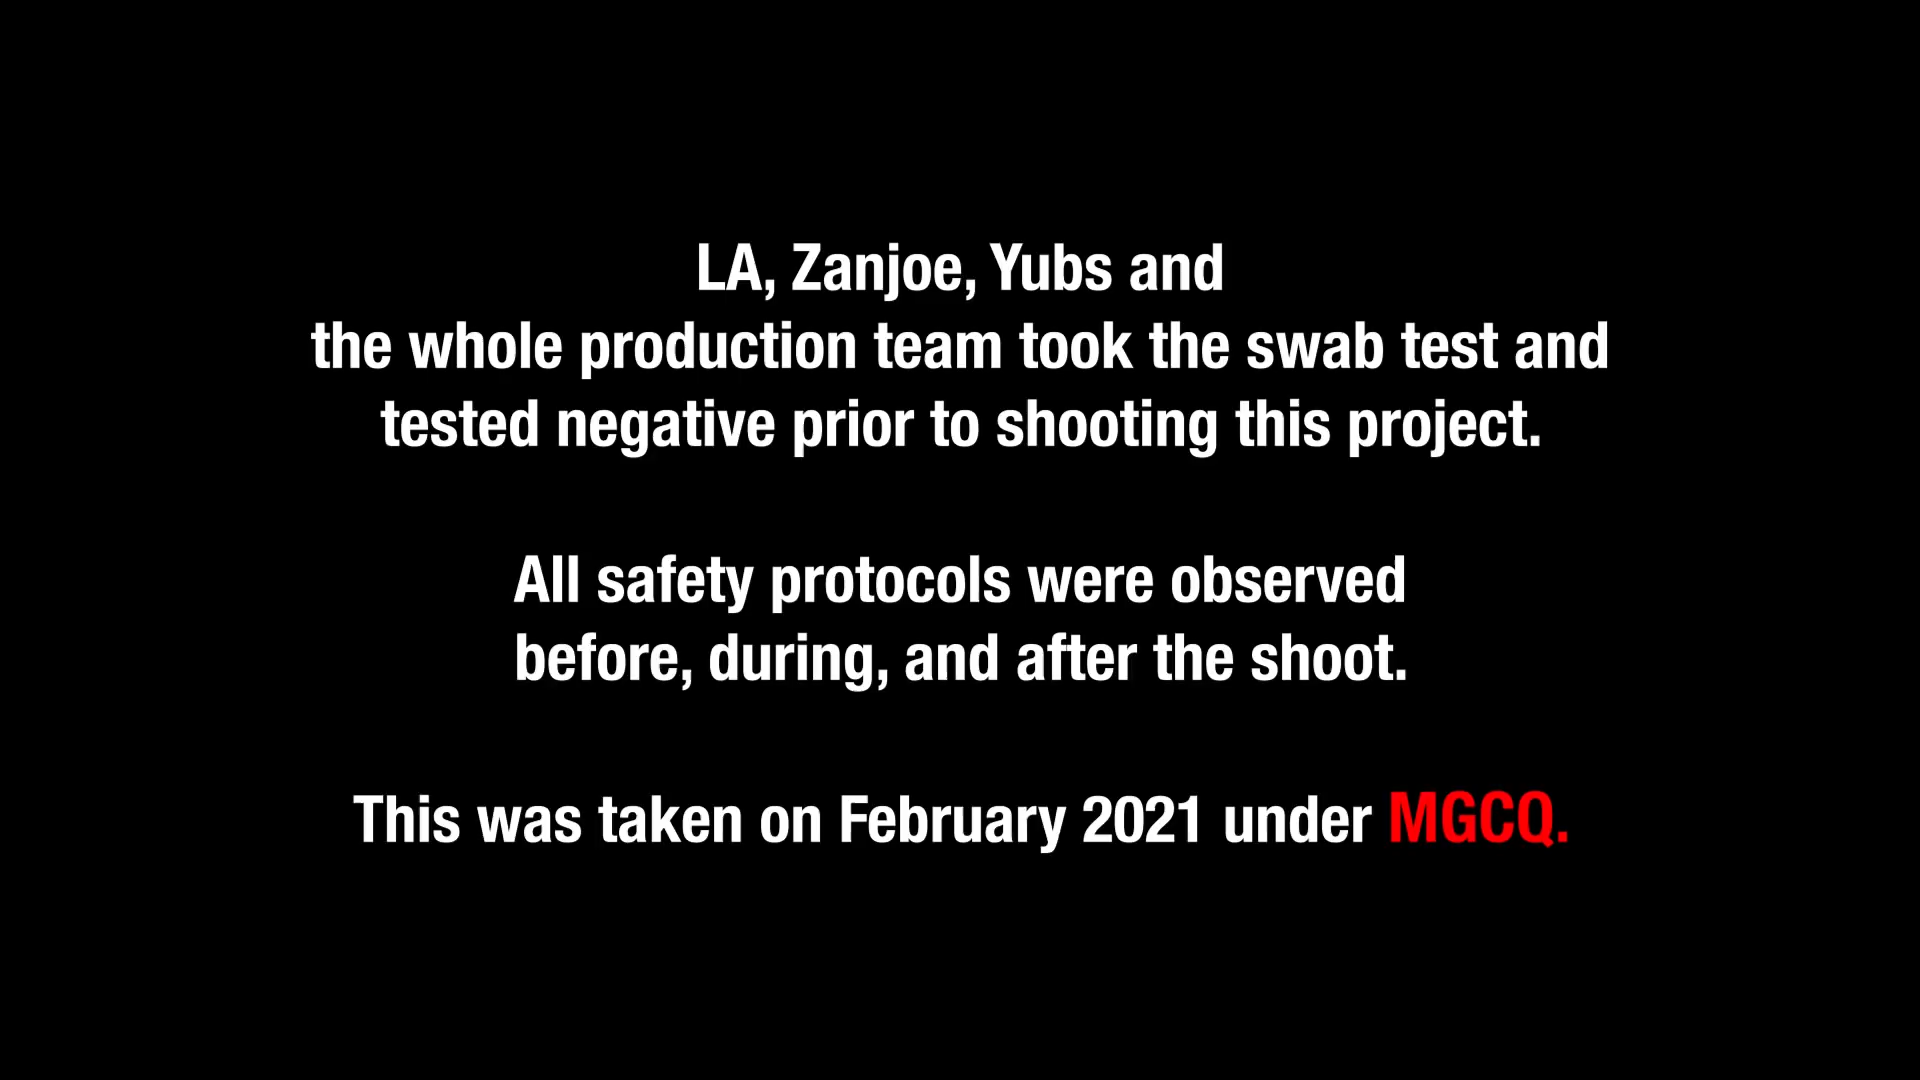 LA, Zanjoe, Yubs and
the whole production team took the swab test and
tested negative prior to shooting this project.
All safety protocols were observed
before, during, and after the shoot.
This was taken on February 2021 under MGCQ.